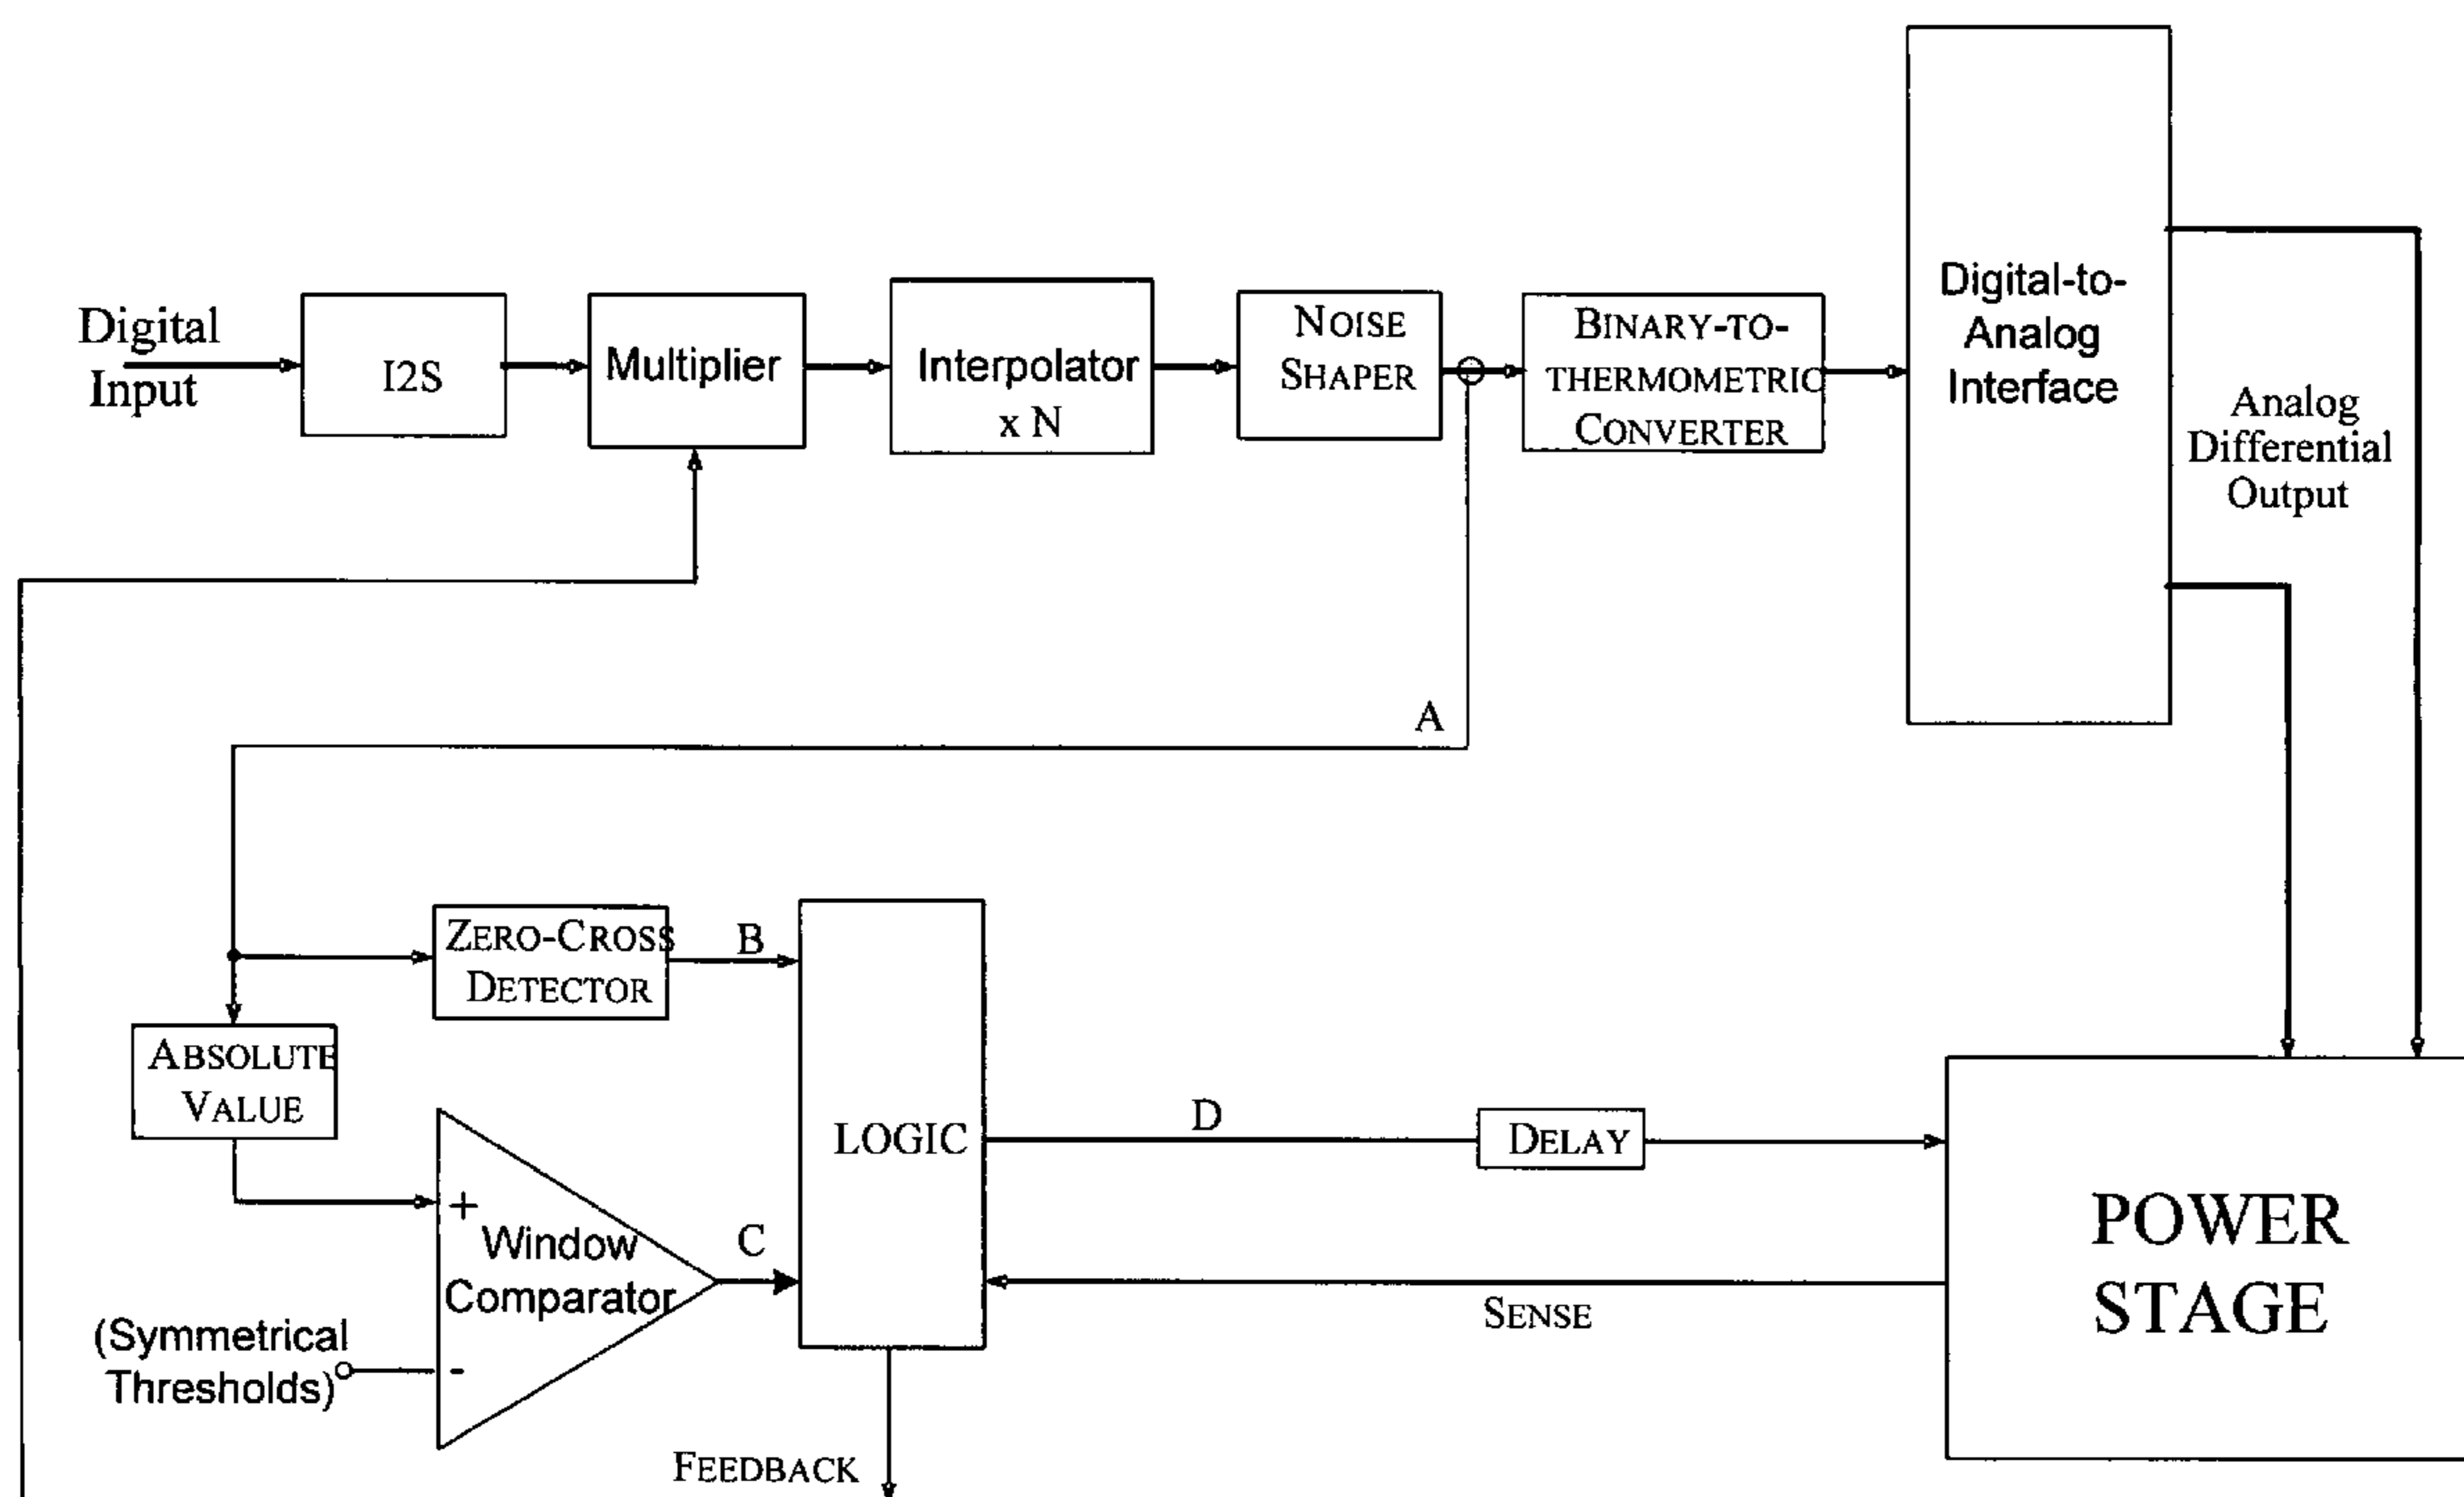 Digital
Input
I2S
Multiplier
Interpolator
x N
NOISE
SHAPER
BINARY-TO-
THERMOMETRIC
CONVERTER
Digital-to-
Analog
Interface
Analog
Differential
Output
A
ZERO-CROSS
DETECTOR
B
ABSOLUTE
VALUE
LOGIC
D
DELAY
+
Window
Comparator
C
(Symmetrical
Thresholds)
-
SENSE
POWER
STAGE
FEEDBACK